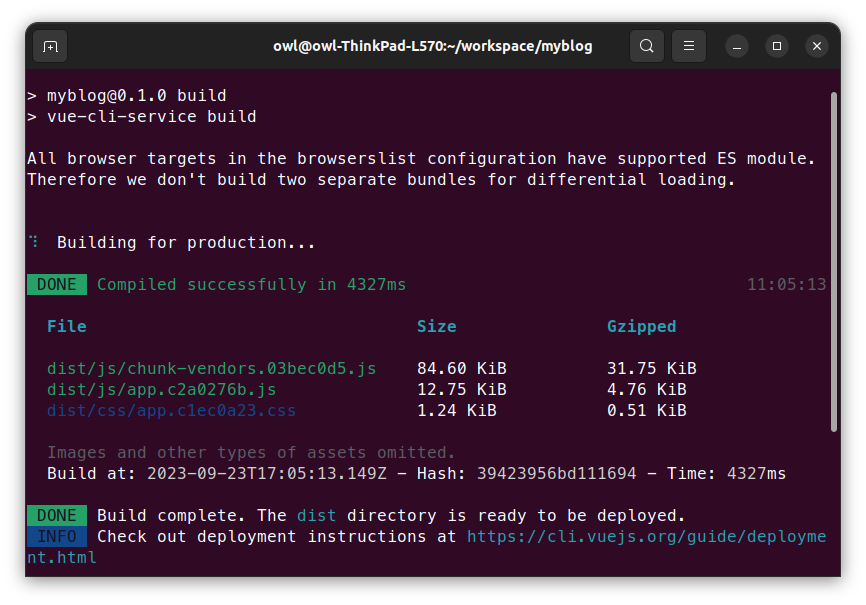 owl@owl-ThinkPad-L570:~/workspace/myblog
> myblog@0.1.0 build
> vue-cli-service build
All browser targets in the browserslist configuration have supported ES module.
Therefore we don't build two separate bundles for differential loading.
⠹  Building for production...
DONE  Compiled successfully in 4327ms  11:05:13
File  Size  Gzipped
dist/js/chunk-vendors.03bec0d5.js  84.60 KiB  31.75 KiB
dist/js/app.c2a0276b.js  12.75 KiB  4.76 KiB
dist/css/app.c1ec0a23.css  1.24 KiB  0.51 KiB
Images and other types of assets omitted.
Build at: 2023-09-23T17:05:13.149Z - Hash: 39423956bd111694 - Time: 4327ms
DONE  Build complete. The dist directory is ready to be deployed.
INFO  Check out deployment instructions at https://cli.vuejs.org/guide/deployme
nt.html